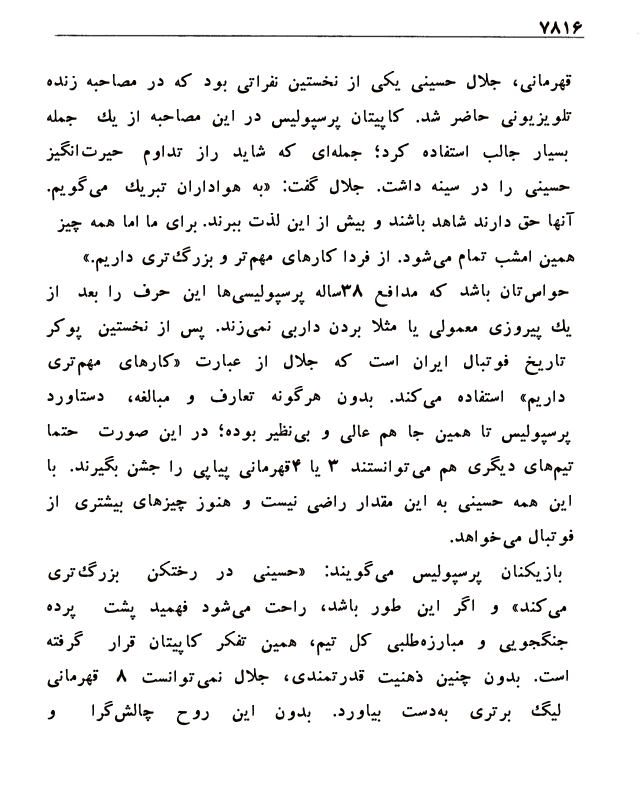 ۷۸۱۶
قهرمانی، جلال حسینی یکی از نخستین نفراتی بود که در مصاحبه زنده
تلویزیونی حاضر شد. کاپیتان پرسپولیس در این مصاحبه از یك جمله
بسیار جالب استفاده کرد؛ جمله‌ای که شاید راز تداوم حیرت‌انگیز
حسینی را در سینه داشت. جلال گفت: «به هواداران تبریك می‌گویم.
آنها حق دارند شاهد باشند و بیش از این لذت ببرند. برای ما اما همه چیز
همین امشب تمام می‌شود. از فردا کارهای مهم‌تر و بزرگ‌تری داریم.»
حواس‌تان باشد که مدافع ۳۸ساله پرسپولیسی‌ها این حرف را بعد از
یك پیروزی معمولی یا مثلا بردن داربی نمی‌زند. پس از نخستین پوکر
تاریخ فوتبال ایران است که جلال از عبارت «کارهای مهم‌تری
داریم» استفاده می‌کند. بدون هرگونه تعارف و مبالغه، دستاورد
پرسپولیس تا همین جا هم عالی و بی‌نظیر بوده؛ در این صورت حتما
تیم‌های دیگری هم می‌توانستند ۳ یا ۴قهرمانی پیاپی را جشن بگیرند. با
این همه حسینی به این مقدار راضی نیست و هنوز چیزهای بیشتری از
فوتبال می‌خواهد.
بازیکنان پرسپولیس می‌گویند: «حسینی در رختکن بزرگ‌تری
می‌کند» و اگر این طور باشد، راحت می‌شود فهمید پشت پرده
جنگجویی و مبارزه‌طلبی کل تیم، همین تفکر کاپیتان قرار گرفته
است. بدون چنین ذهنیت قدرتمندی، جلال نمی‌توانست ۸ قهرمانی
لیگ برتری به‌دست بیاورد. بدون این روح چالش‌گرا و